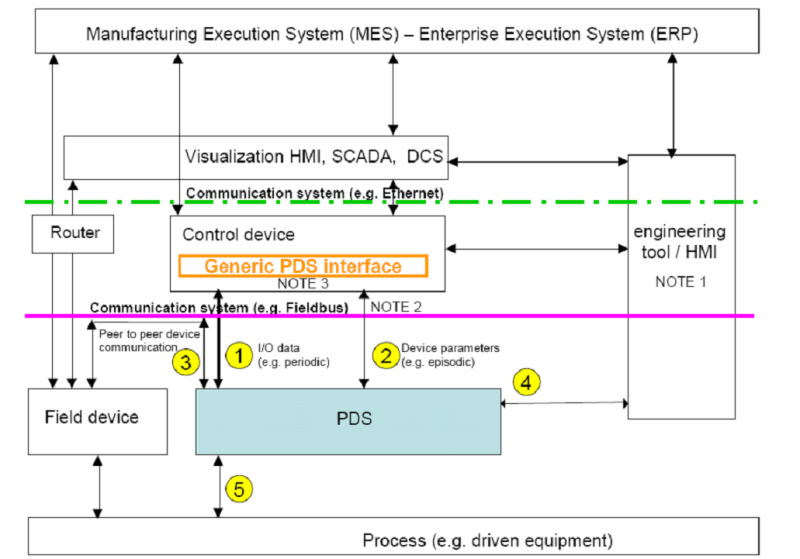 Manufacturing Execution System (MES) – Enterprise Execution System (ERP)
Visualization HMI, SCADA, DCS
Communication system (e.g. Ethernet)
Router
Control device
Generic PDS interface
NOTE 3
engineering
tool / HMI
NOTE 1
Communication system (e.g. Fieldbus)
NOTE 2
Peer to peer device
communication
3
1
I/O data
(e.g. periodic)
2
Device parameters
(e.g. episodic)
4
Field device
PDS
5
Process (e.g. driven equipment)